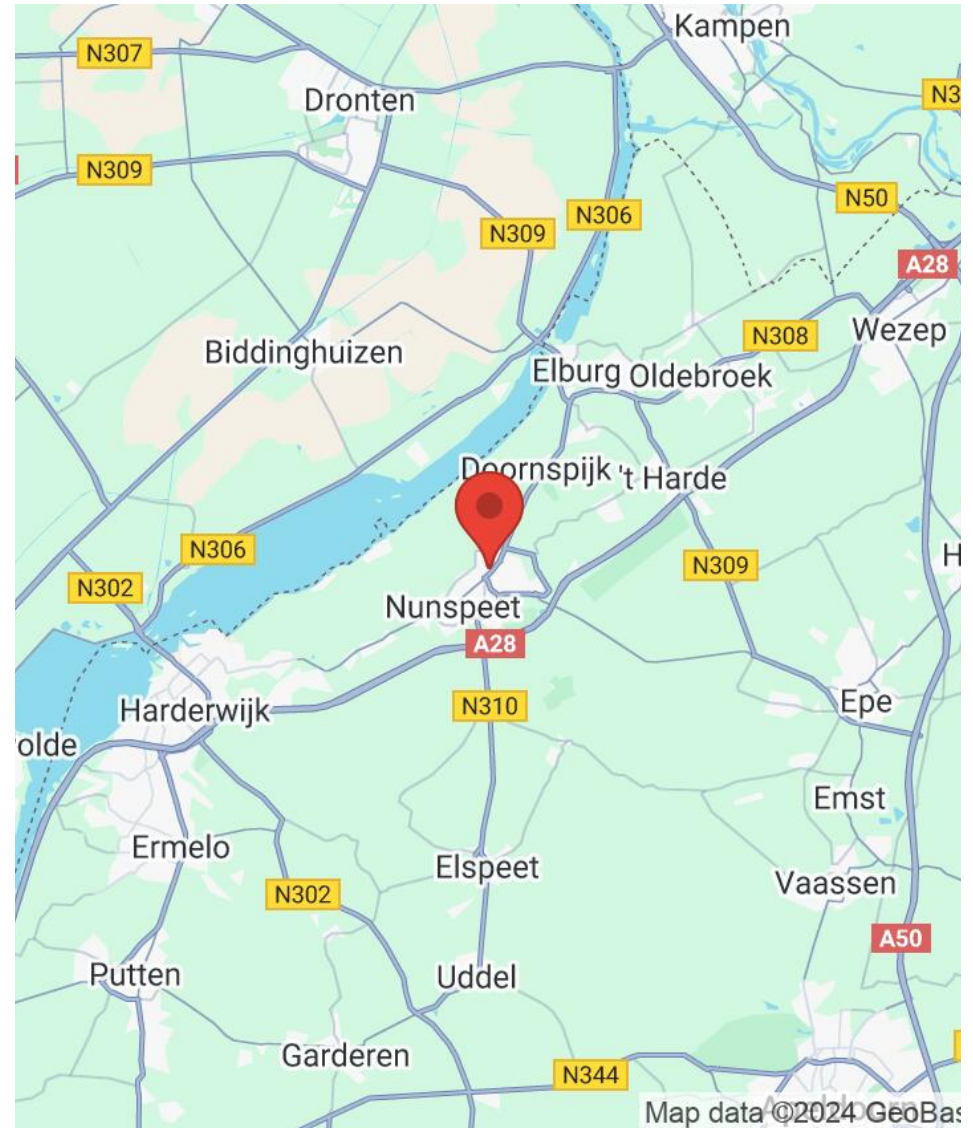 Kampen
N307
N3
Dronten
N309
N50
N306
N309
A28
N308
Wezep
Biddinghuizen
Elburg Oldebroek
Doornspijk 't Harde
N306
N309
H
N302
Nunspeet
A28
Epe
Harderwijk
N310
olde
Emst
Ermelo
Elspeet
Vaassen
N302
A50
Putten
Uddel
Garderen
N344
Map data ©2024 GeoBas